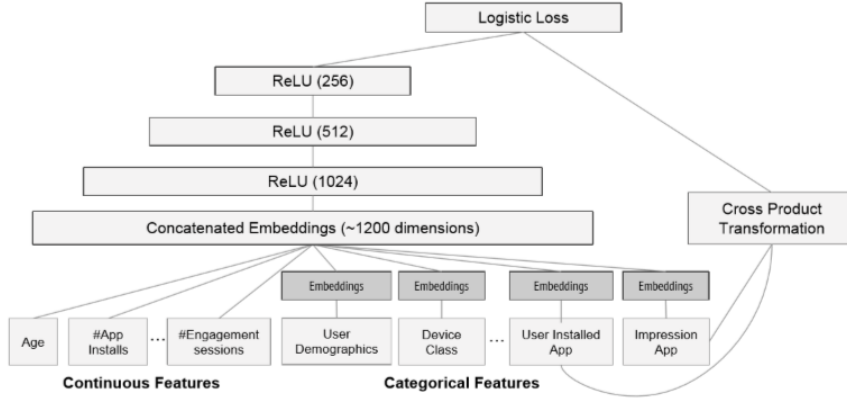 Logistic Loss
ReLU (256)
ReLU (512)
ReLU (1024)
Concatenated Embeddings (~1200 dimensions)
Cross Product
Transformation
Embeddings
Embeddings
Embeddings
Embeddings
Age
#App
Installs
...
#Engagement
sessions
User
Demographics
Device
Class
...
User Installed
App
Impression
App
Continuous Features
Categorical Features